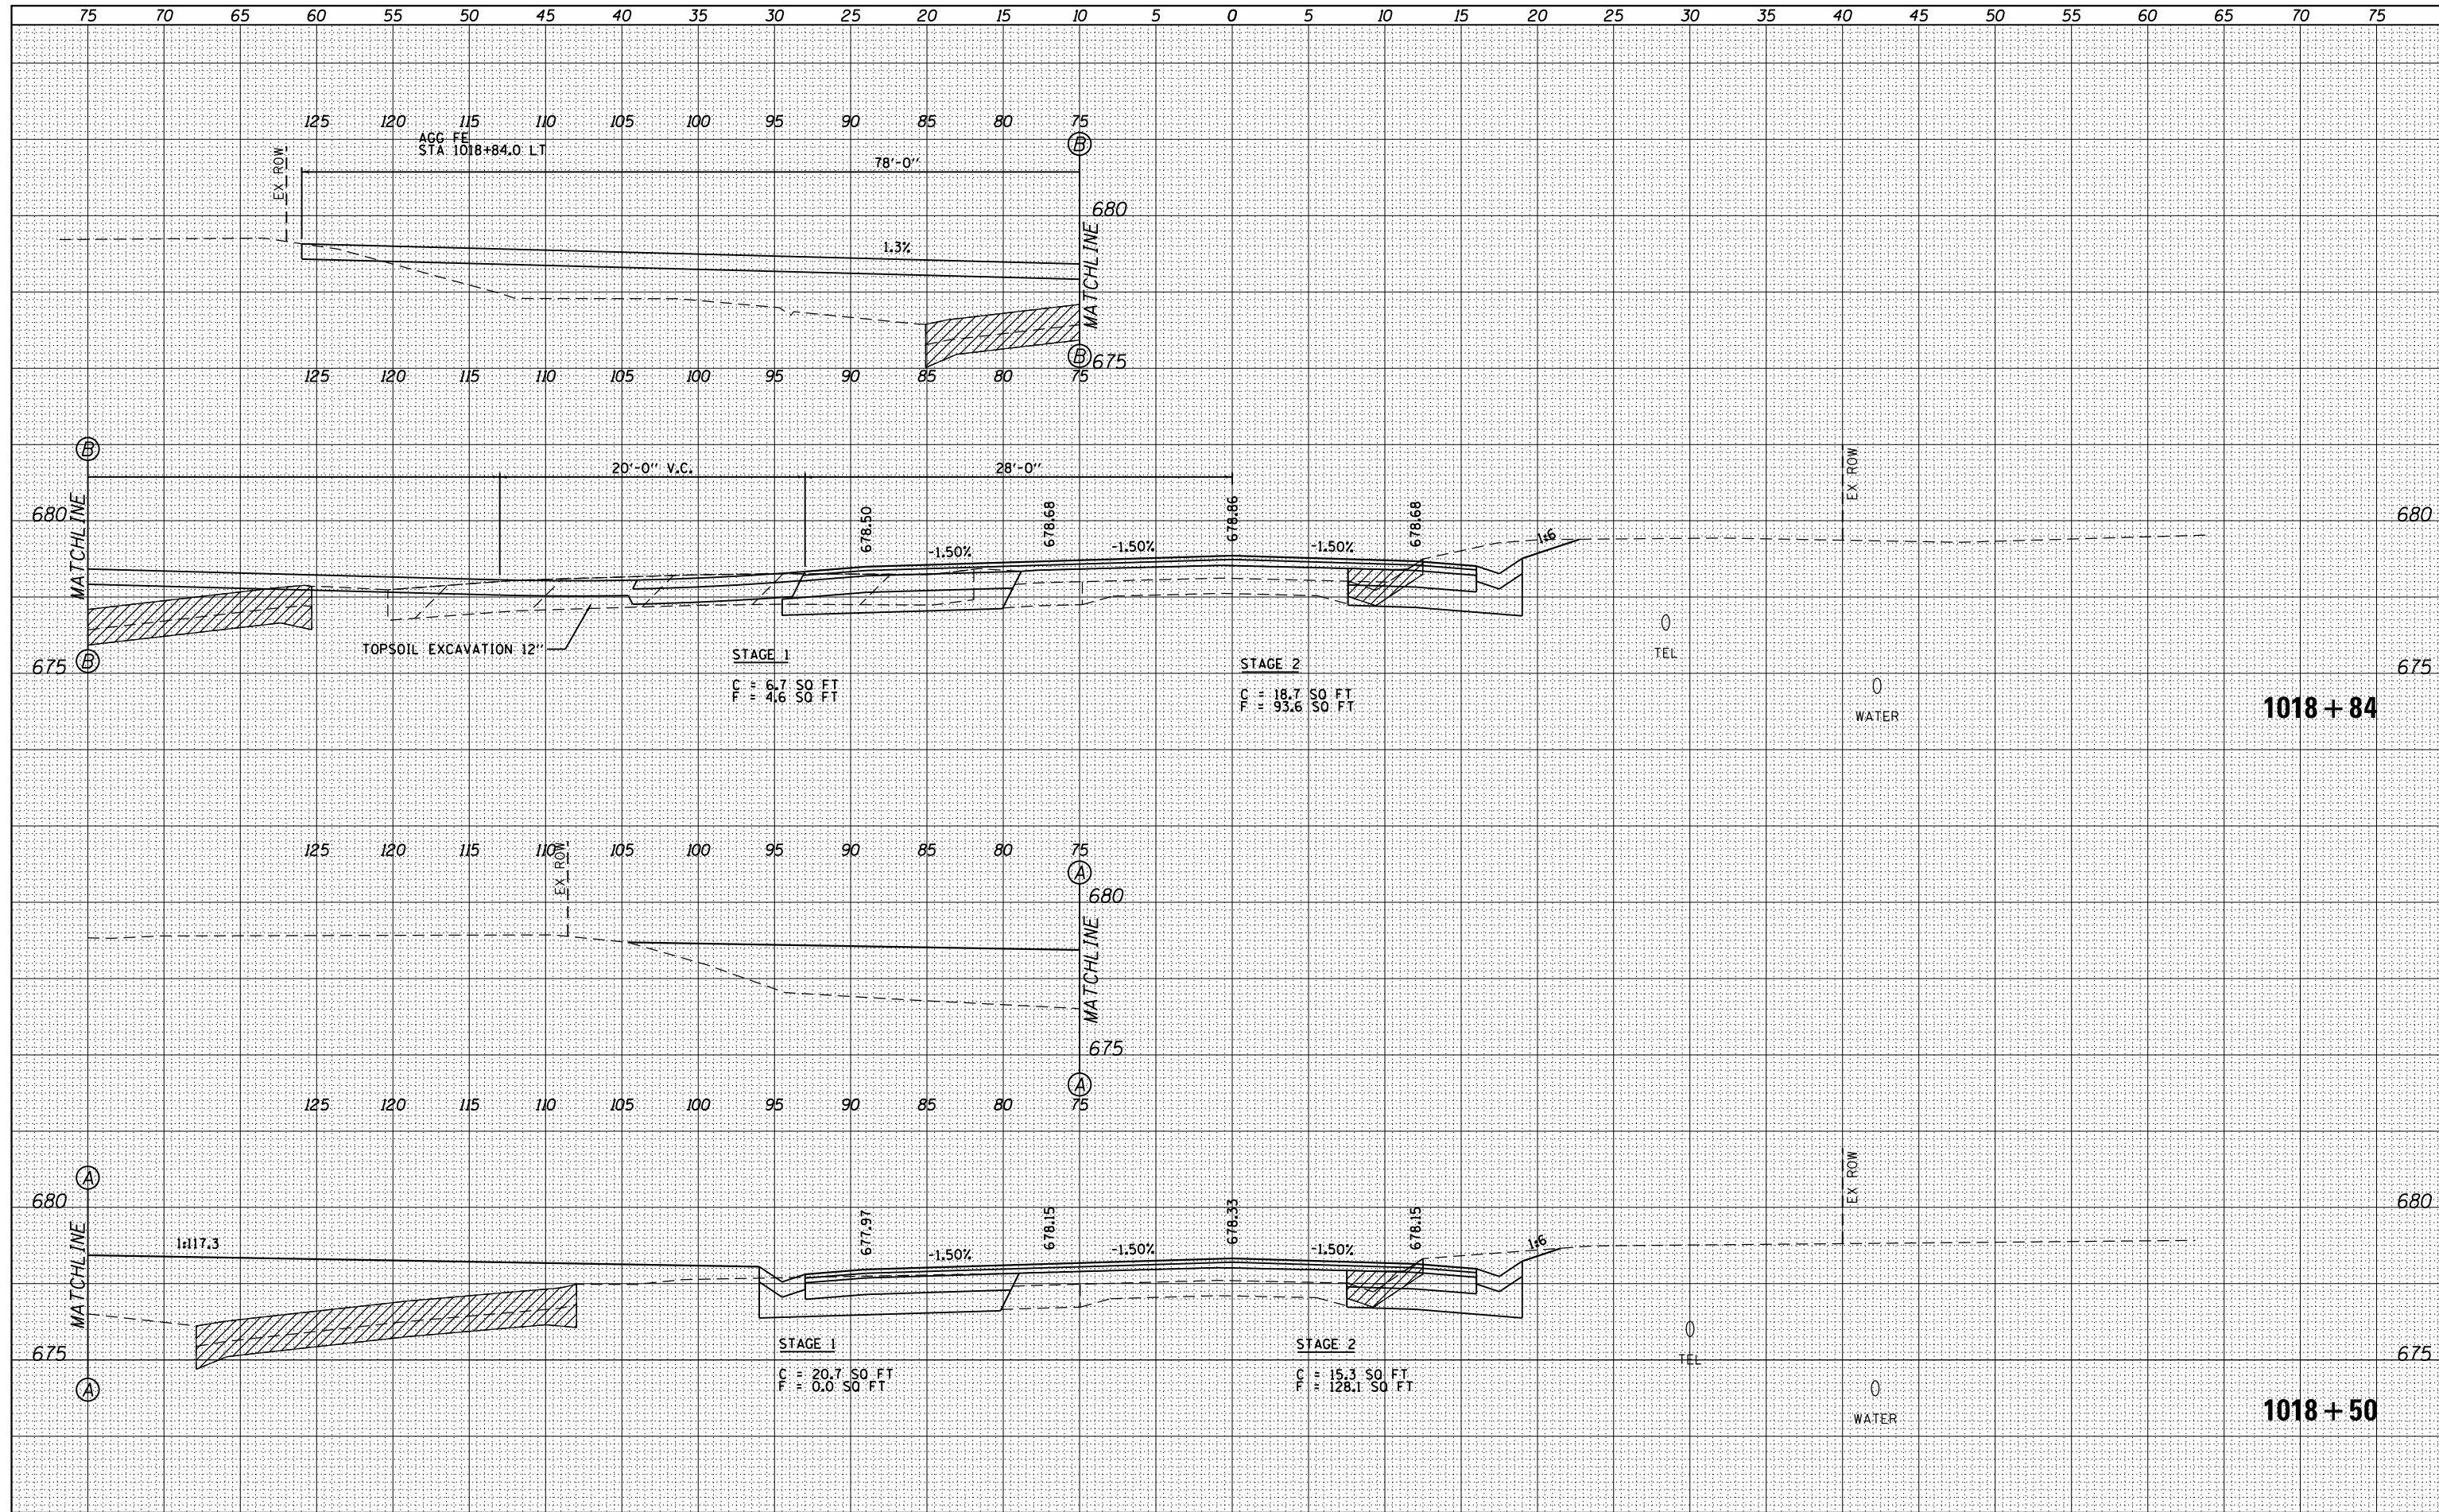 75 70 65 60 55 50 45 40 35 30 25 20 15 10 5 0 5 10 15 20 25 30 35 40 45 50 55 60 65 70 75
125 120 115 110 105 100 95 90 85 80 75
AGG FE
STA 1018+84.0 LT
B
EX ROW
78'-0"
680
1.3%
MATCHLINE
B
675
125 120 115 110 105 100 95 90 85 80 75
B
20'-0" V.C.
28'-0"
EX ROW
680
MATCHLINE
678.50
678.68
678.86
678.68
680
-1.50%
-1.50%
-1.50%
1:6
TOPSOIL EXCAVATION 12"
B
675
STAGE 1
C = 6.7 SQ FT
F = 4.6 SQ FT
STAGE 2
C = 18.7 SQ FT
F = 93.6 SQ FT
TEL
675
WATER
1018+84
125 120 115 110 105 100 95 90 85 80 75
EX ROW
A
680
MATCHLINE
675
A
125 120 115 110 105 100 95 90 85 80 75
A
EX ROW
680
MATCHLINE
677.97
678.15
678.33
678.15
680
1:117.3
-1.50%
-1.50%
-1.50%
1:6
675
A
STAGE 1
C = 20.7 SQ FT
F = 0.0 SQ FT
STAGE 2
C = 15.3 SQ FT
F = 128.1 SQ FT
TEL
675
WATER
1018+50